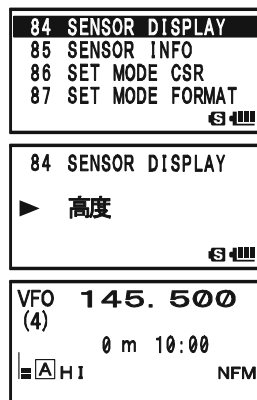 84 SENSOR DISPLAY
85 SENSOR INFO
86 SET MODE CSR
87 SET MODE FORMAT
S
84 SENSOR DISPLAY
▶ 高度
S
VFO 145.500
(4)
0 m 10:00
A HI NFM